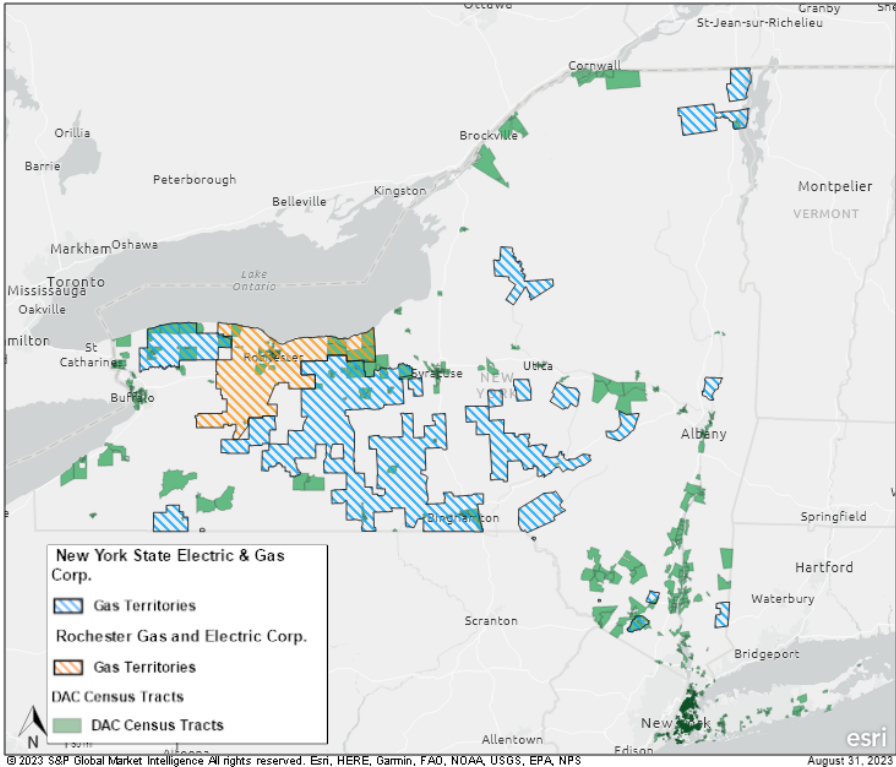 Ottawa
Granby
St-Jean-sur-Richelieu
Cornwall
Orillia
Brockville
Barrie
Peterborough
Kingston
Montpelier
Belleville
VERMONT
Markham
Oshawa
Lake
Ontario
Toronto
Mississauga
Oakville
milton
St
Catharines
Rochester
Syracuse
Utica
NEW
YORK
Buffalo
Albany
Binghamton
Springfield
Hartford
Waterbury
Scranton
Bridgeport
New York
Allentown
Edison
New York State Electric & Gas
Corp.
Gas Territories
Rochester Gas and Electric Corp.
Gas Territories
DAC Census Tracts
DAC Census Tracts
N
esri
© 2023 S&P Global Market Intelligence All rights reserved. Esri, HERE, Garmin, FAO, NOAA, USGS, EPA, NPS
August 31, 2023